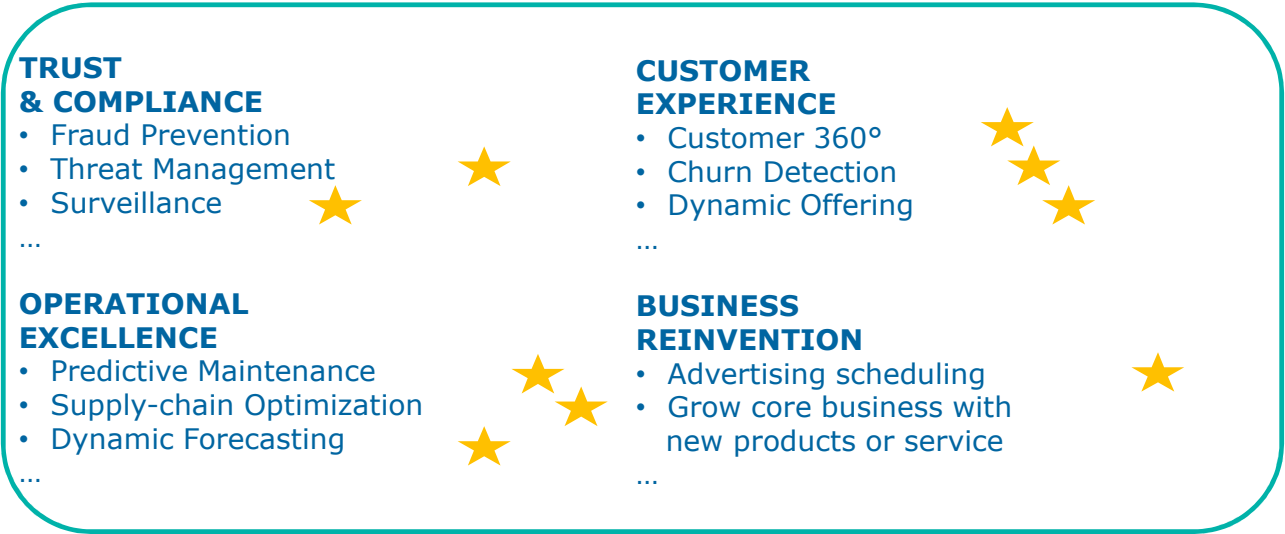 TRUST
& COMPLIANCE
• Fraud Prevention
• Threat Management
• Surveillance
…
CUSTOMER
EXPERIENCE
• Customer 360°
• Churn Detection
• Dynamic Offering
…
OPERATIONAL
EXCELLENCE
• Predictive Maintenance
• Supply-chain Optimization
• Dynamic Forecasting
…
BUSINESS
REINVENTION
• Advertising scheduling
• Grow core business with
new products or service
…